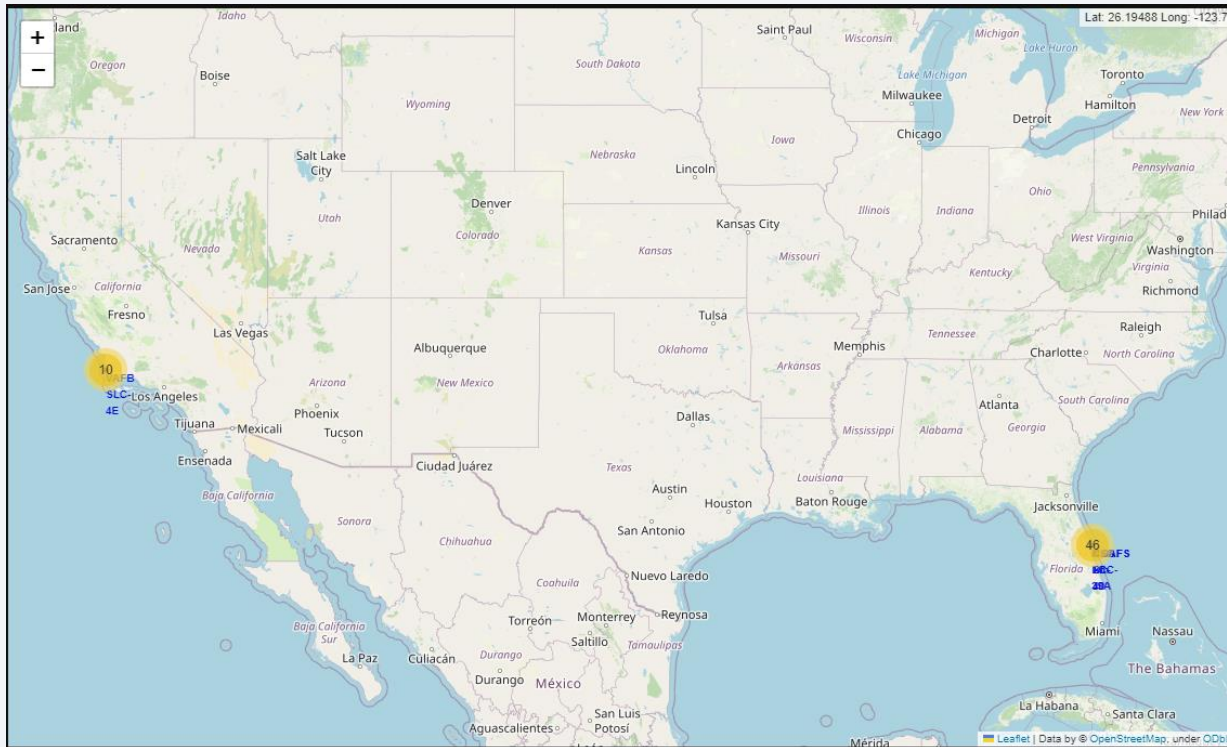 +
−
Lat: 26.19488 Long: -123.7
land
Idaho
Oregon
Boise
Wyoming
South Dakota
Saint Paul
Wisconsin
Michigan
Lake Huron
Lake Michigan
Milwaukee
Toronto
Hamilton
Detroit
New York
Chicago
Iowa
Nebraska
Lincoln
Salt Lake
City
Utah
Denver
Colorado
Kansas City
Kansas
Missouri
Illinois
Indiana
Ohio
Pennsylvania
Philad
West Virginia
Washington
Virginia
Richmond
Kentucky
Sacramento
Nevada
San Jose
California
Fresno
Las Vegas
Tulsa
Albuquerque
Oklahoma
Memphis
Tennessee
Raleigh
Charlotte
North Carolina
10
VAFB
SLC-
4E
Los Angeles
Arizona
New Mexico
Arkansas
South Carolina
Atlanta
Phoenix
Tucson
Tijuana
Mexicali
Dallas
Mississippi
Alabama
Georgia
Ensenada
Ciudad Juárez
Texas
Louisiana
Baton Rouge
Austin
Houston
Jacksonville
Baja California
Sonora
San Antonio
Chihuahua
46
Florida
Coahuila
Nuevo Laredo
Reynosa
Torreón
Monterrey
Saltillo
Tamaulipas
Miami
Nassau
Baja California
Sur
La Paz
Culiacán
Durango
Durango
México
The Bahamas
La Habana
Santa Clara
San Luis
Potosí
Aguascalientes
León
Mérida
Leaflet | Data by © OpenStreetMap, under ODb